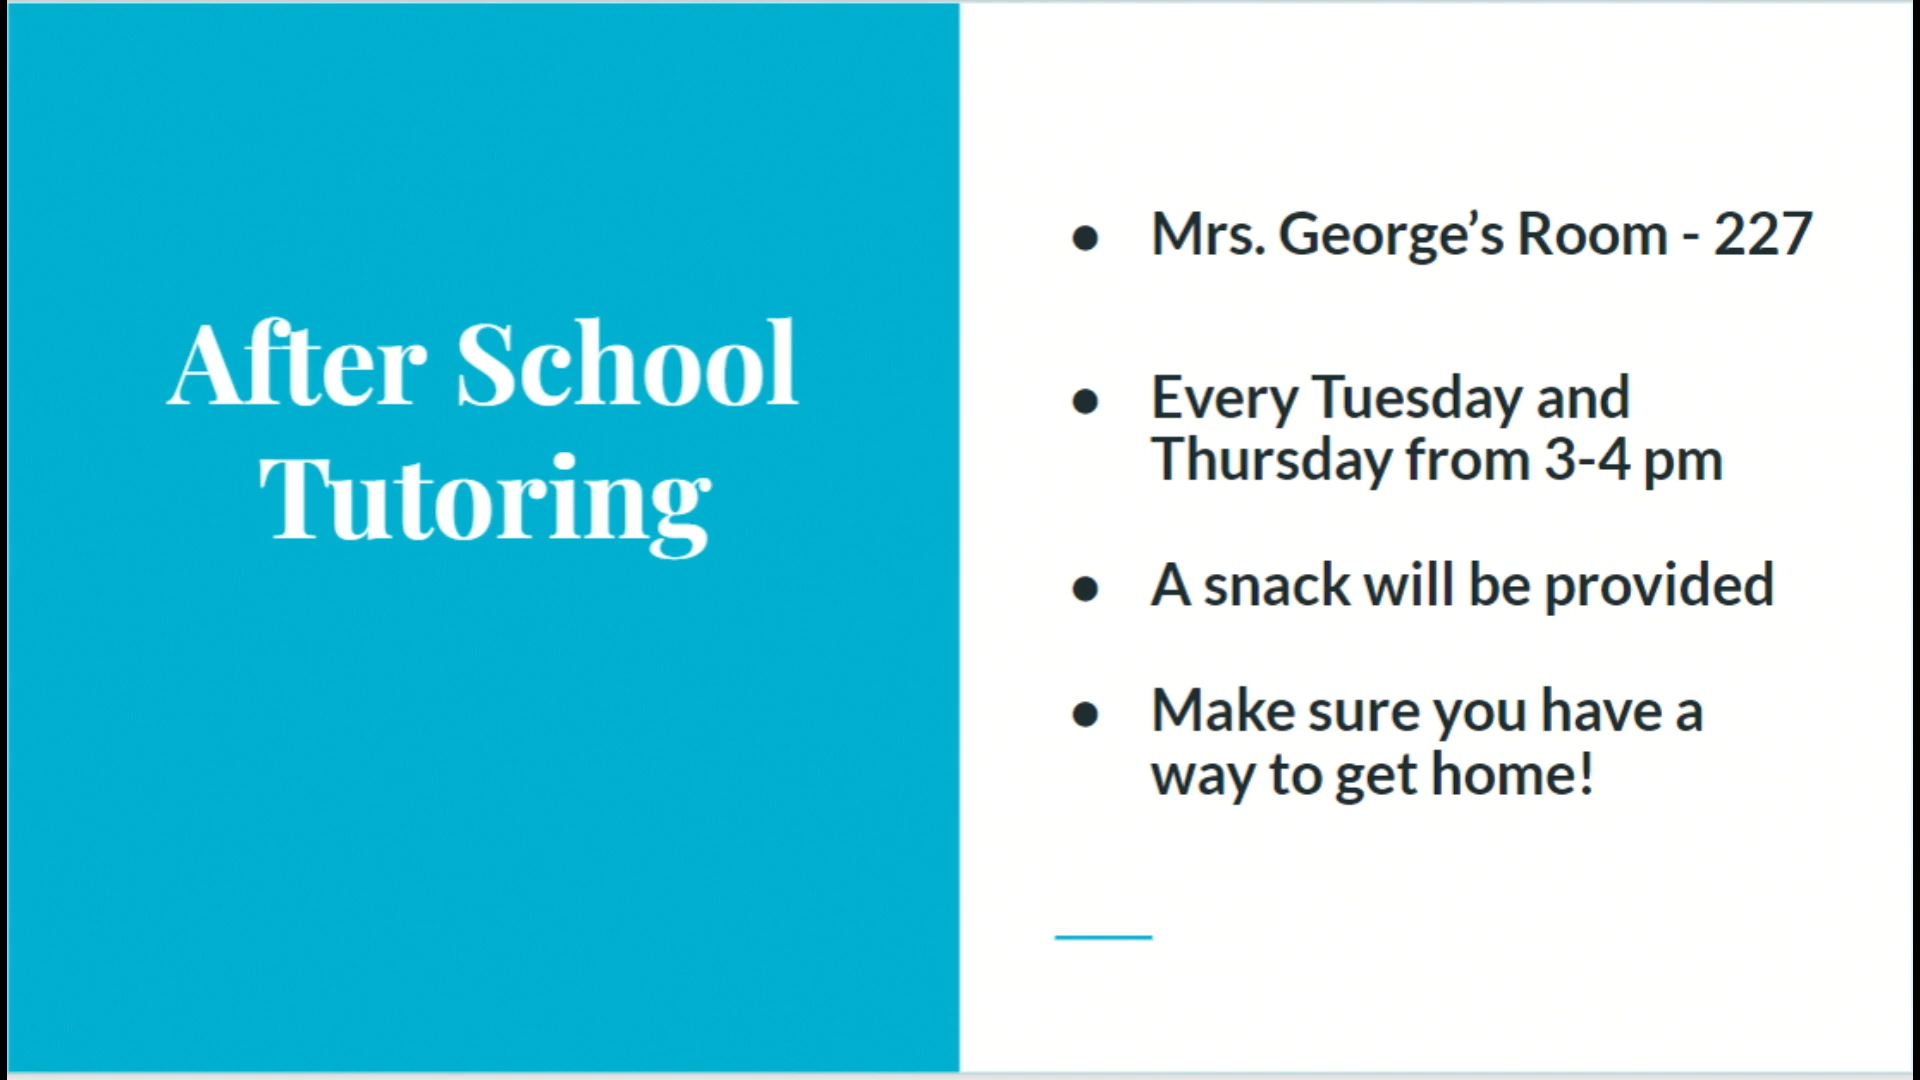 After School
Tutoring
● Mrs. George’s Room - 227
● Every Tuesday and
Thursday from 3-4 pm
● A snack will be provided
● Make sure you have a
way to get home!